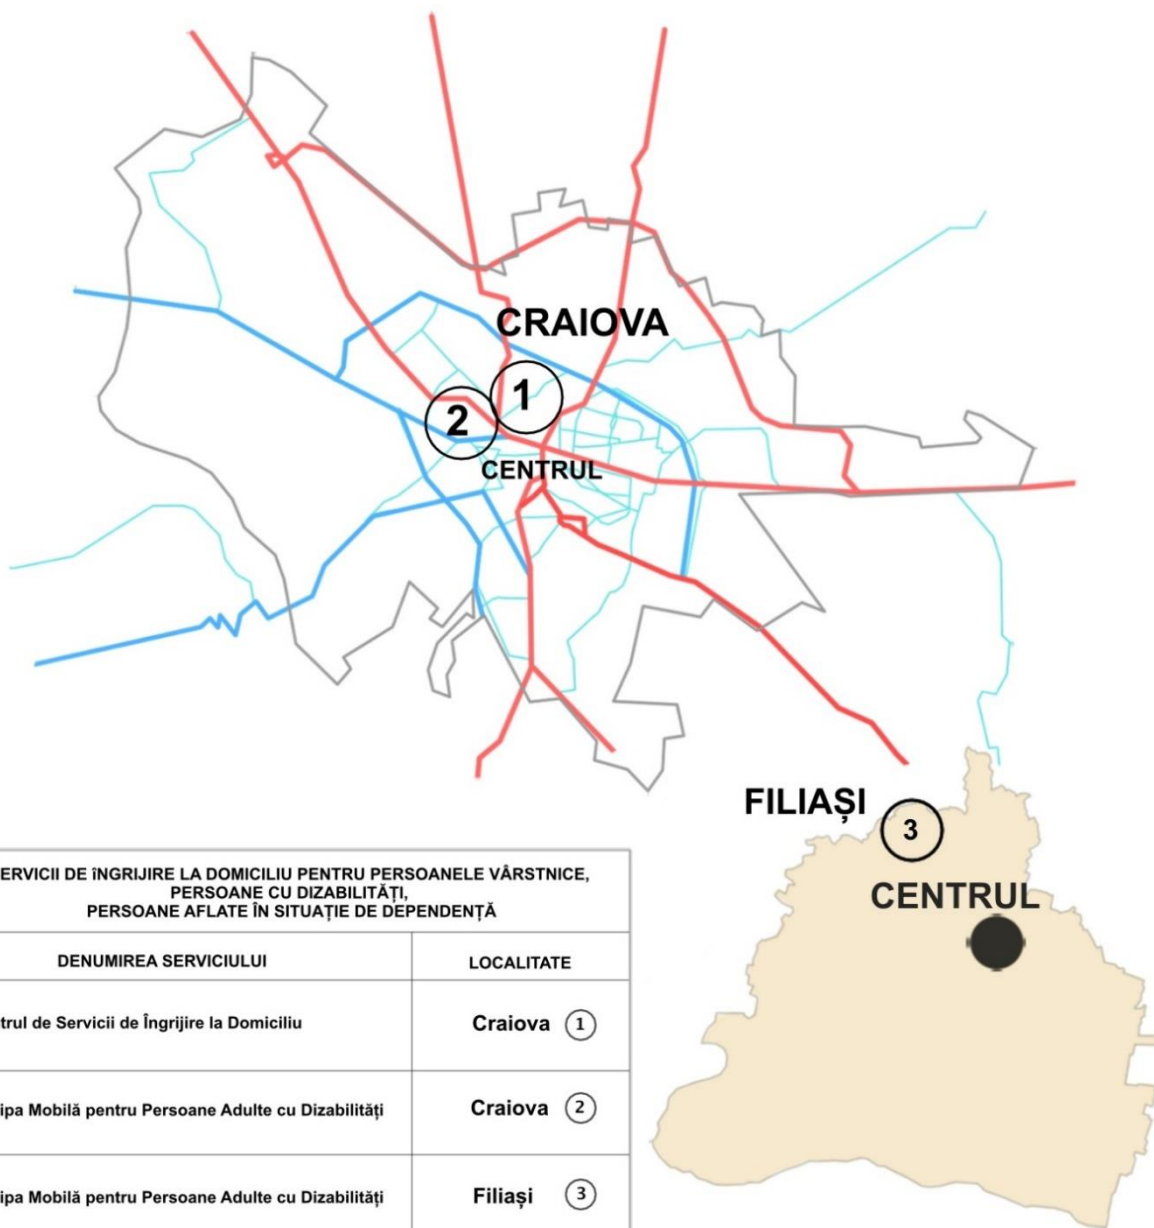 CRAIOVA
1
2
CENTRUL
FILIAȘI
3
CENTRUL
ERVICII DE îNGRIJIRE LA DOMICILIU PENTRU PERSOANELE VÂRSTNICE,
PERSOANE CU DIZABILITĂȚI,
PERSOANE AFLATE ÎN SITUAȚIE DE DEPENDENȚĂ
DENUMIREA SERVICIULUI LOCALITATE
trul de Servicii de Îngrijire la Domiciliu Craiova 1
ipa Mobilă pentru Persoane Adulte cu Dizabilități Craiova 2
ipa Mobilă pentru Persoane Adulte cu Dizabilități Filiași 3